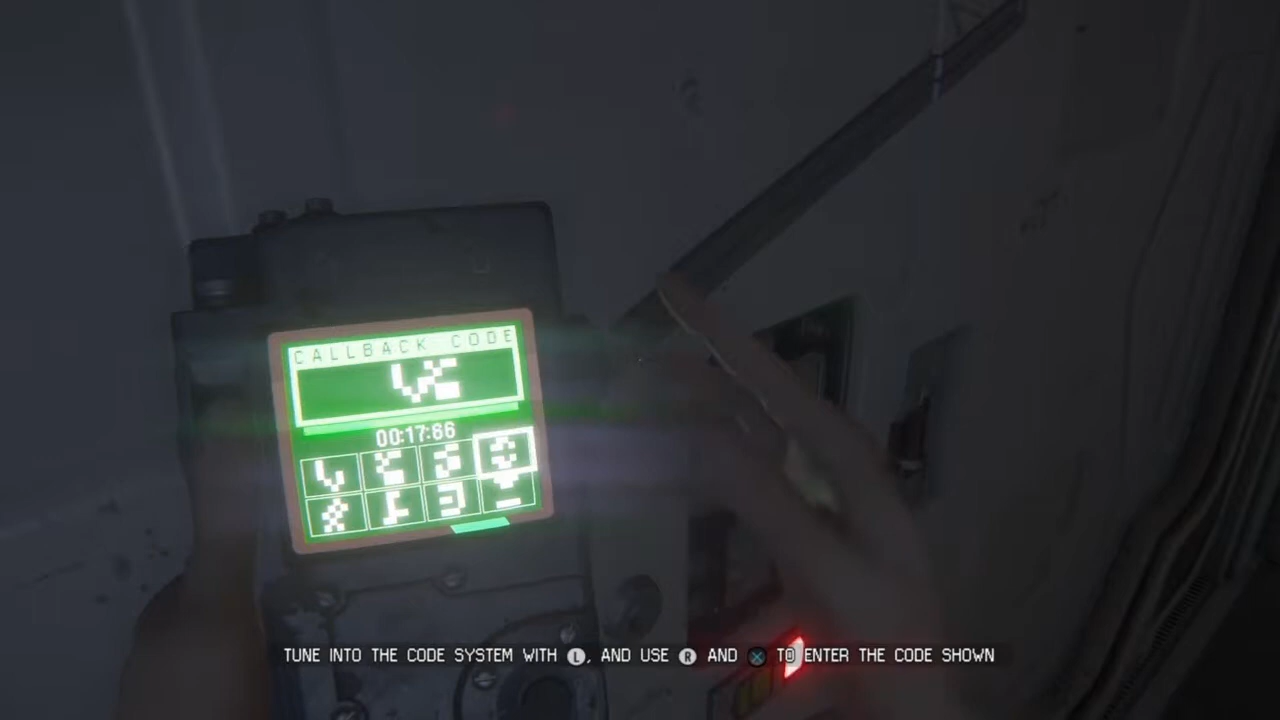 CALLBACK CODE
00:17:66
TUNE INTO THE CODE SYSTEM WITH L, AND USE R AND X TO ENTER THE CODE SHOWN